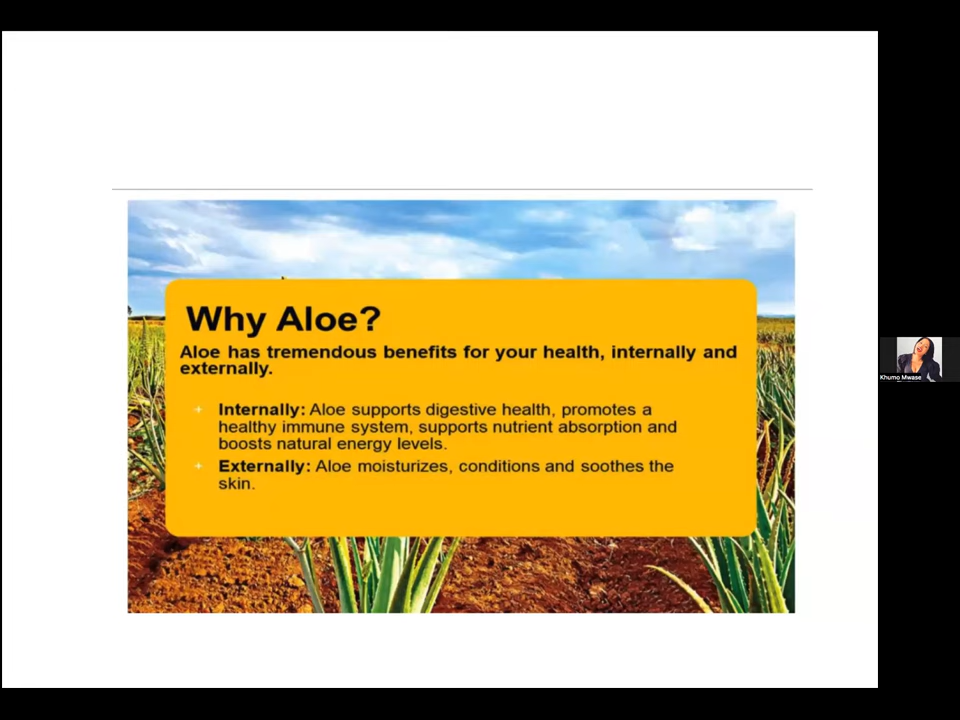 Why Aloe?
Aloe has tremendous benefits for your health, internally and
externally.
Internally: Aloe supports digestive health, promotes a
healthy immune system, supports nutrient absorption and
boosts natural energy levels.
Externally: Aloe moisturizes, conditions and soothes the
skin.
Khumo Mwase